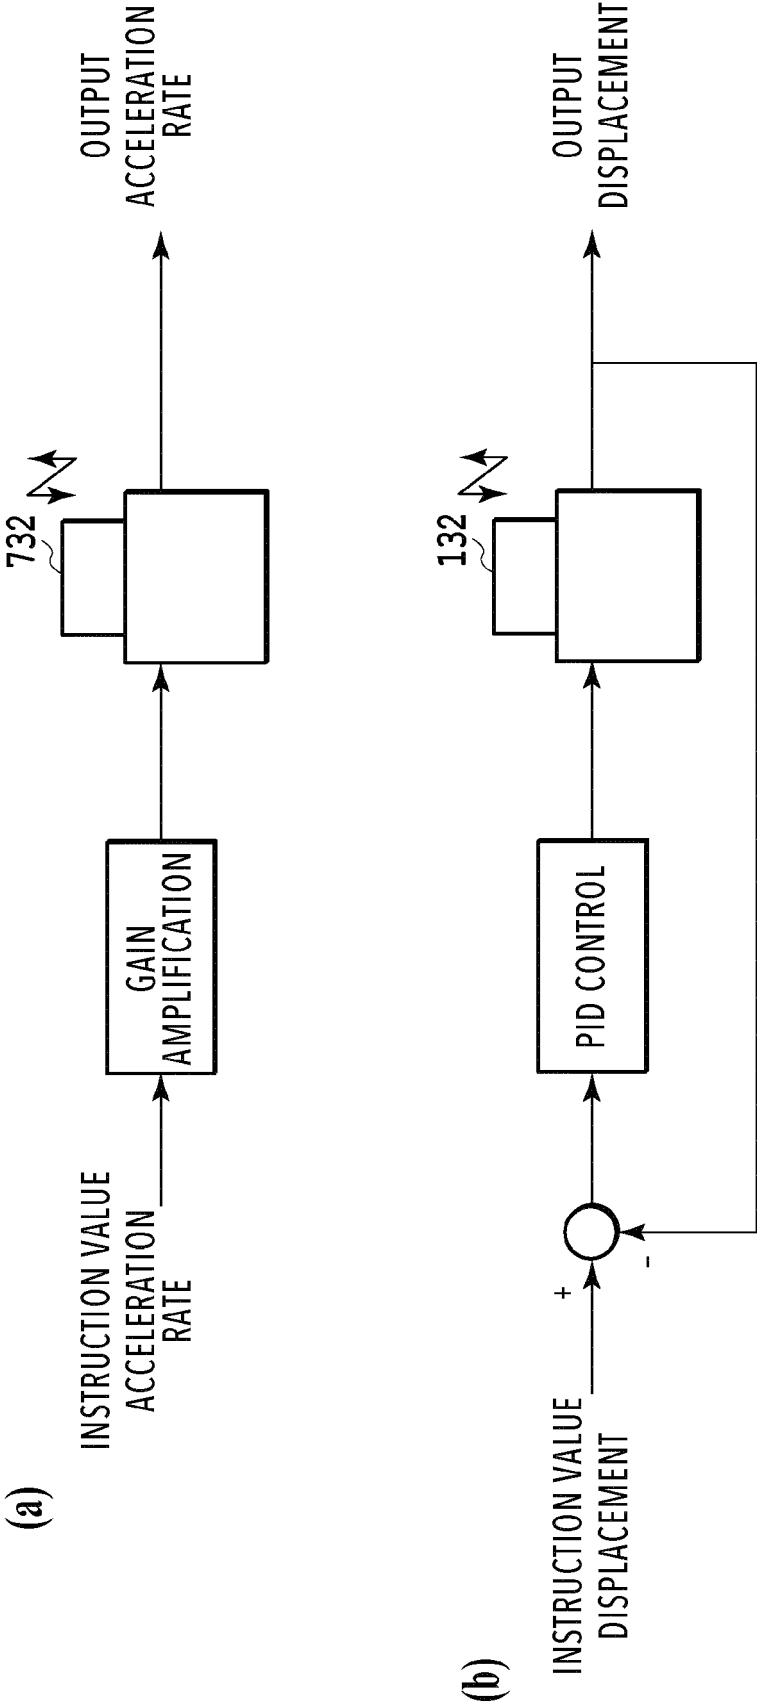 (a)
INSTRUCTION VALUE
ACCELERATION
RATE
GAIN
AMPLIFICATION
732
OUTPUT
ACCELERATION
RATE
(b)
INSTRUCTION VALUE
DISPLACEMENT
+
-
PID CONTROL
132
OUTPUT
DISPLACEMENT